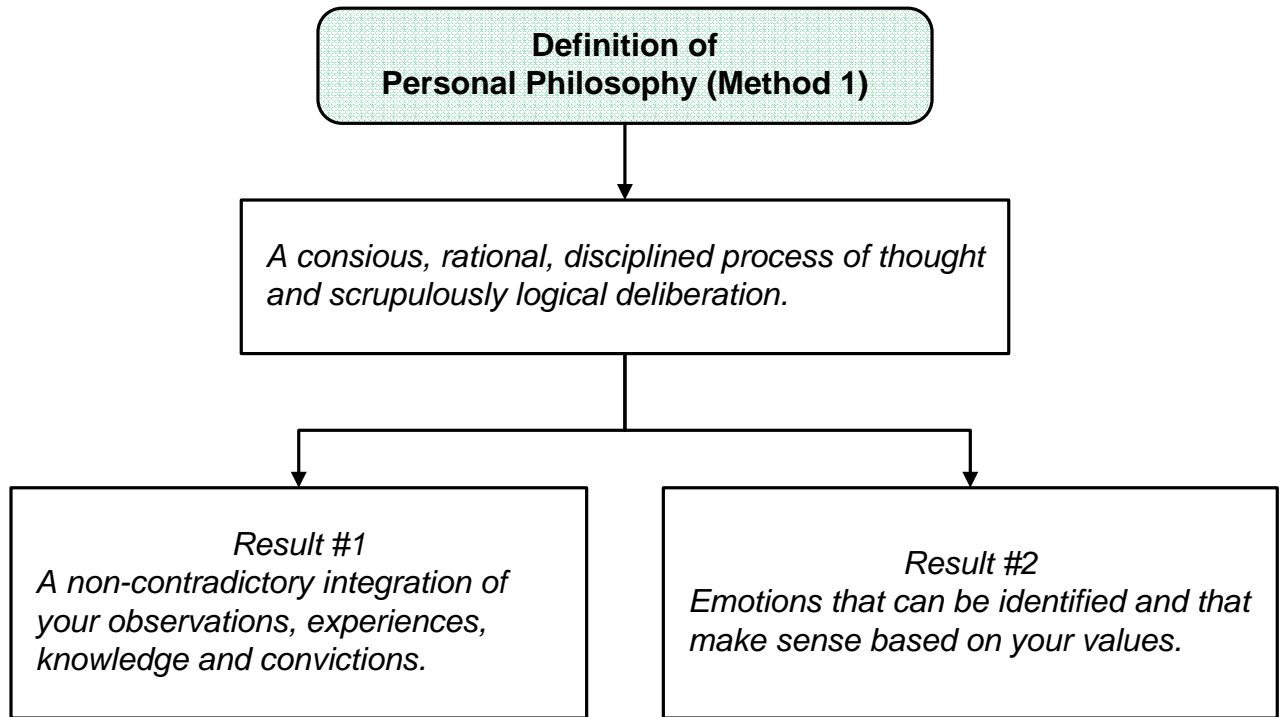 Definition of
Personal Philosophy (Method 1)
A consious, rational, disciplined process of thought
and scrupulously logical deliberation.
Result #1
A non-contradictory integration of
your observations, experiences,
knowledge and convictions.
Result #2
Emotions that can be identified and that
make sense based on your values.